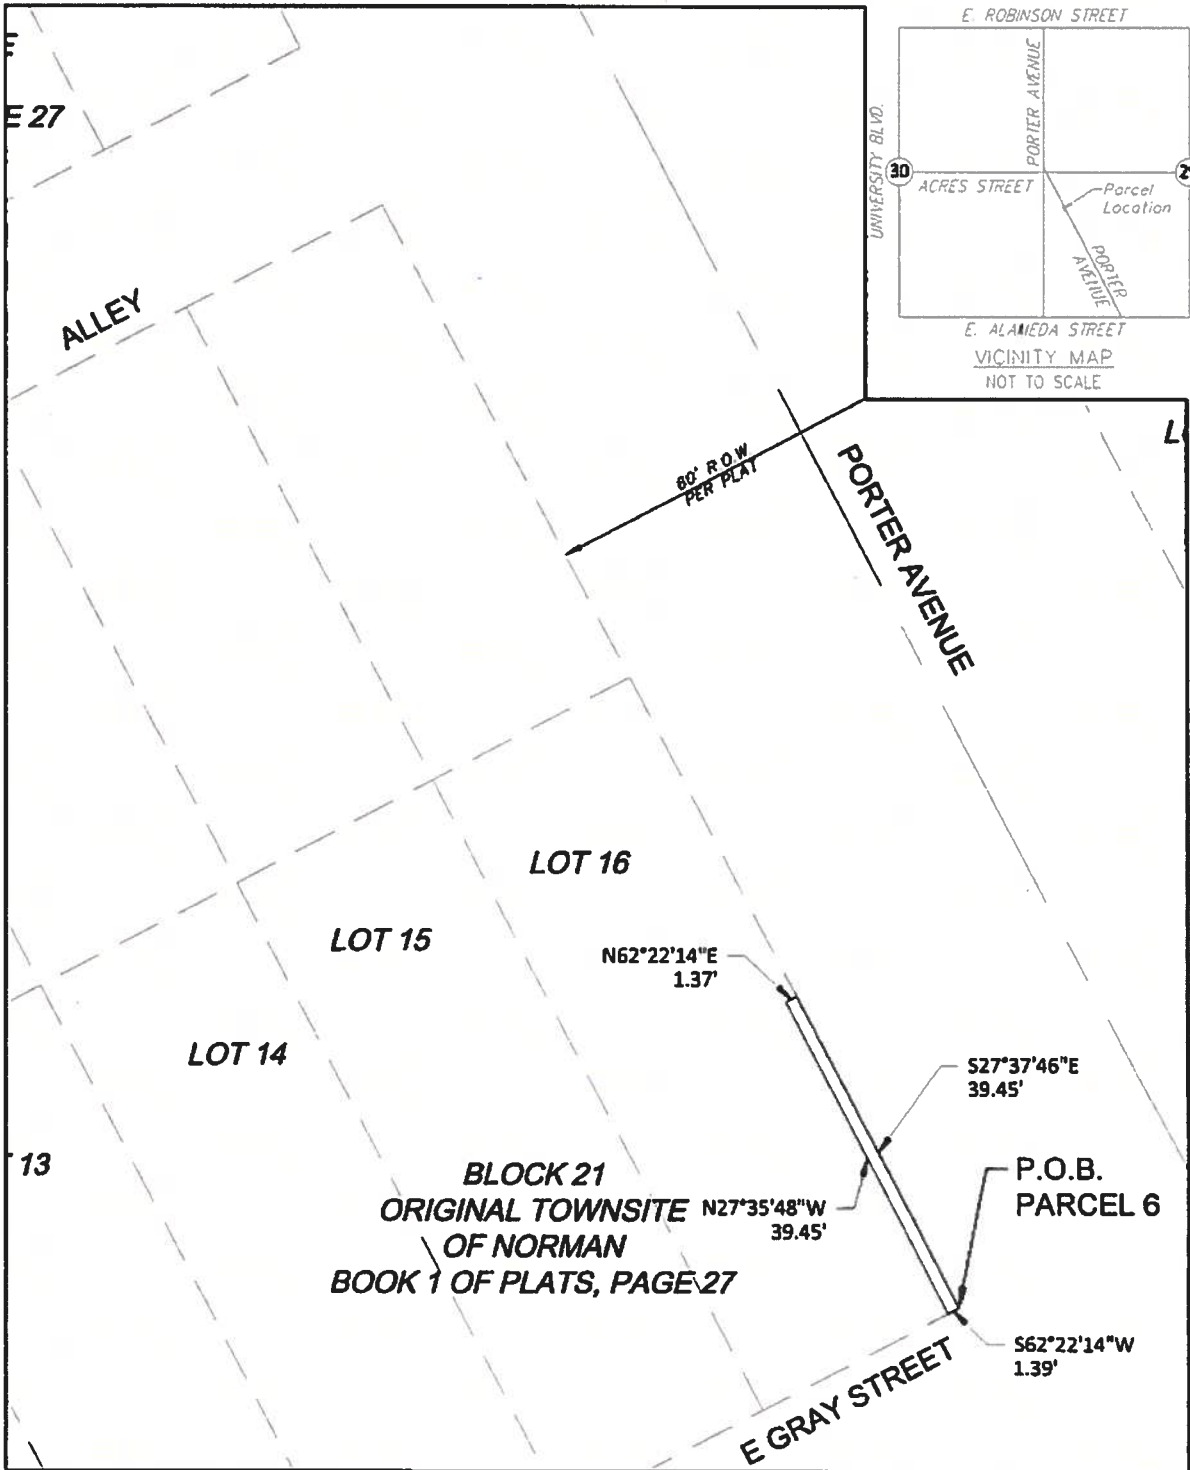 E
E 27
ALLEY
E. ROBINSON STREET
UNIVERSITY BLVD.
PORTER AVENUE
30
ACRES STREET
Parcel
Location
PORTER
AVENUE
E. ALAMEDA STREET
VICINITY MAP
NOT TO SCALE
80' R.O.W
PER PLAT
PORTER AVENUE
LOT 16
LOT 15
LOT 14
13
N62°22'14"E
1.37'
S27°37'46"E
39.45'
P.O.B.
PARCEL 6
BLOCK 21
ORIGINAL TOWNSITE
OF NORMAN
BOOK 1 OF PLATS, PAGE 27
N27°35'48"W
39.45'
S62°22'14"W
1.39'
E GRAY STREET